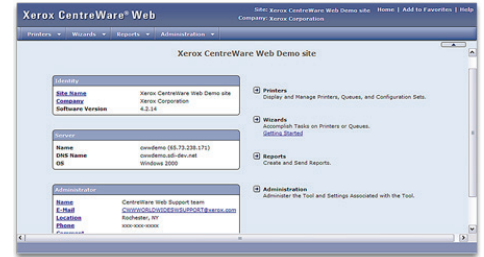 Xerox CentreWare® Web
Site: Xerox CentreWare Web Demo site Home | Add to Favorites | Help
Company: Xerox Corporation
Printers Wizards Reports Administration
Xerox CentreWare Web Demo site
Identity
Site Name Xerox CentreWare Web Demo site
Company Xerox Corporation
Software Version 4.2.14
Server
Name cwwdemo (65.73.238.171)
DNS Name cwwdemo.sdi-dev.net
OS Windows 2000
Administrator
Name CentreWare Web Support team
E-Mail CWWWORLDWIDESWSUPPORT@xerox.com
Location Rochester, NY
Phone xxx-xxx-xxxx
Comment
Printers
Display and Manage Printers, Queues, and Configuration Sets.
Wizards
Accomplish Tasks on Printers or Queues.
Getting Started
Reports
Create and Send Reports.
Administration
Administer the Tool and Settings Associated with the Tool.